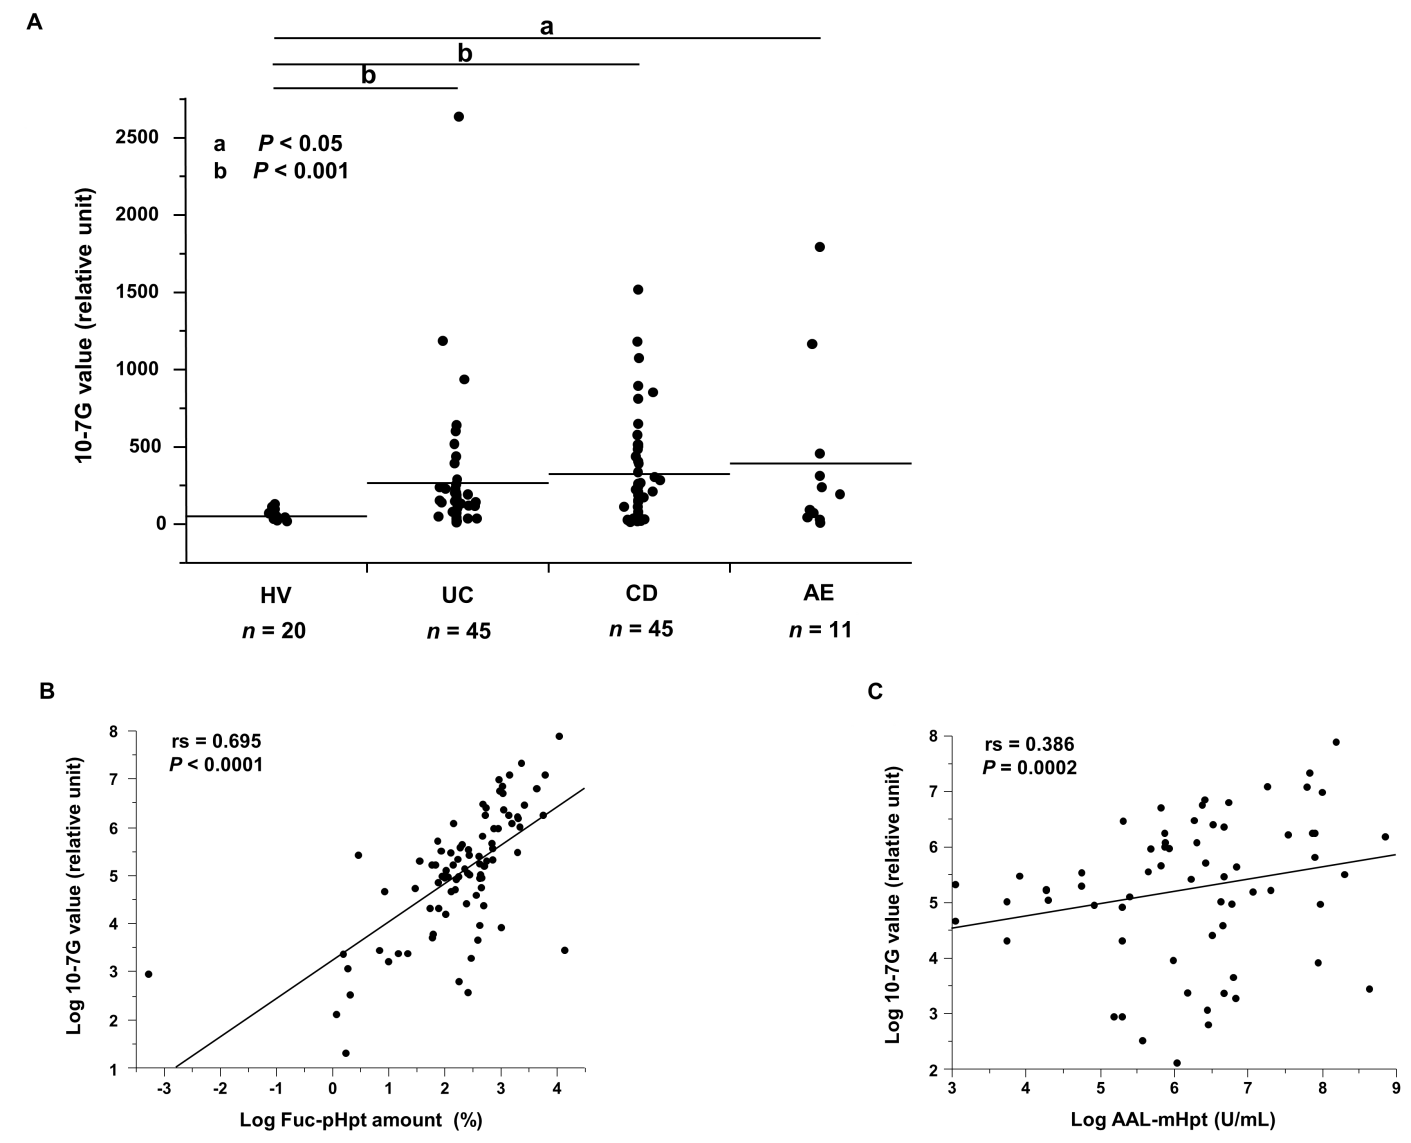 A
a
b
b
a P < 0.05
b P < 0.001
10-7G value (relative unit)
2500
2000
1500
1000
500
0
HV UC CD AE
n = 20 n = 45 n = 45 n = 11
B
rs = 0.695
P < 0.0001
Log 10-7G value (relative unit)
8
7
6
5
4
3
2
1
-3 -2 -1 0 1 2 3 4
Log Fuc-pHpt amount (%)
C
rs = 0.386
P = 0.0002
Log 10-7G value (relative unit)
8
7
6
5
4
3
2
3 4 5 6 7 8 9
Log AAL-mHpt (U/mL)